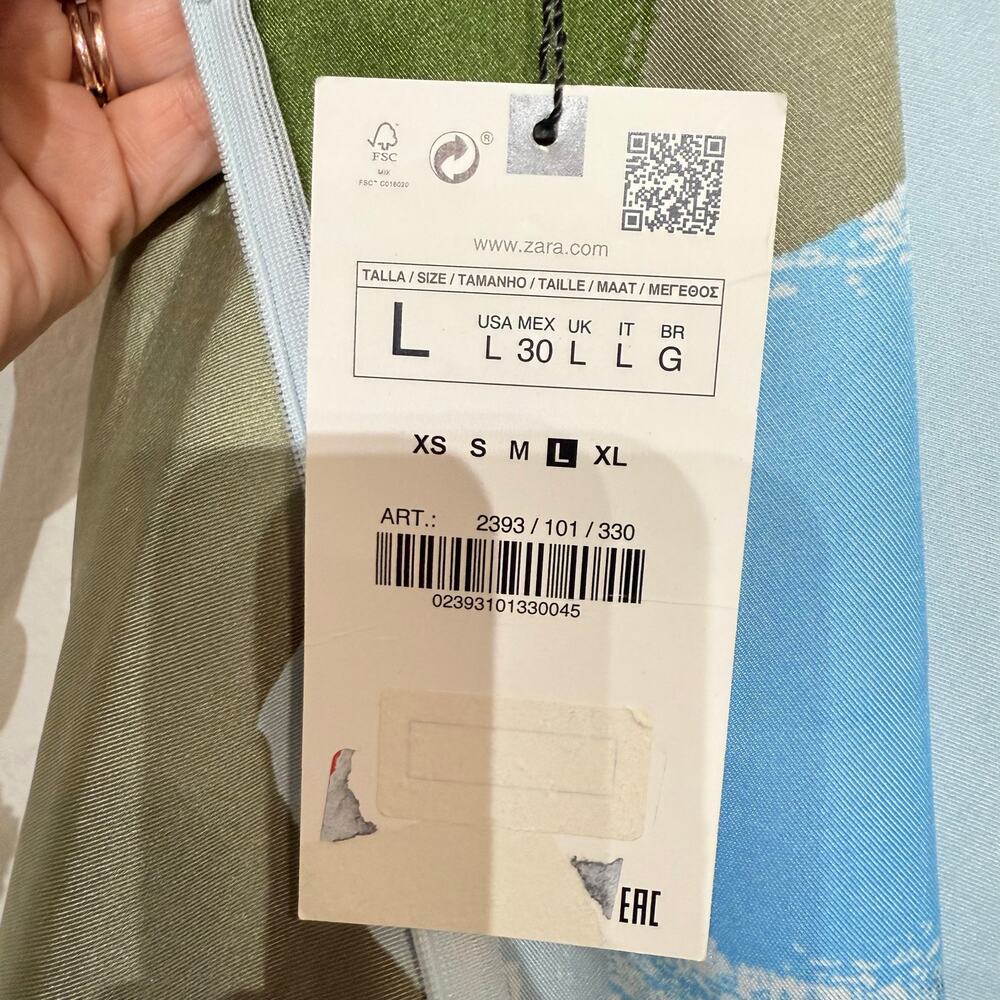 FSC
MIX
FSC™ C016020
®
www.zara.com
TALLA / SIZE / TAMANHO / TAILLE / MAAT / ΜΕΓΕΘΟΣ
L
USA MEX UK IT BR
L 30 L L G
XS S M L XL
ART.: 2393 / 101 / 330
02393101330045
EAC